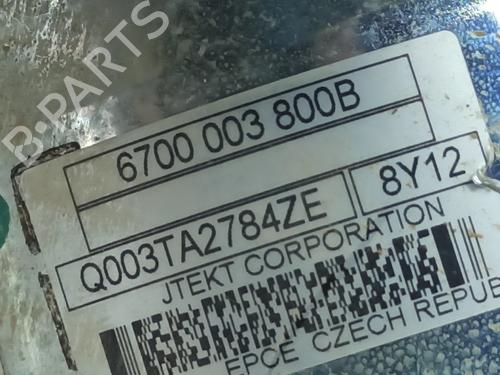 B-PARTS
6700 003 800B
Q003TA2784ZE 8Y12
JTEKT CORPORATION
EPCE CZECH REPUB